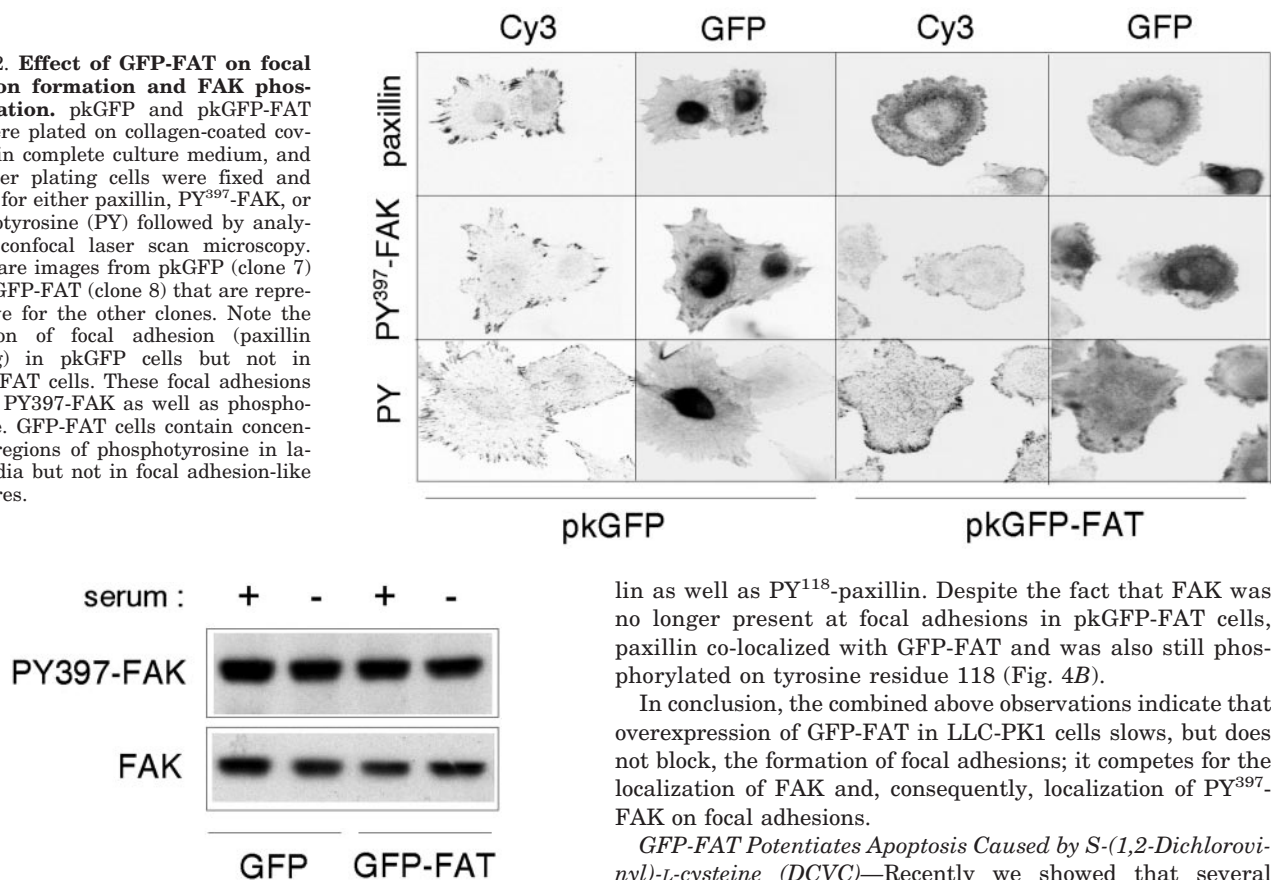 2. Effect of GFP-FAT on focal
on formation and FAK phos-
ation. pkGFP and pkGFP-FAT
ere plated on collagen-coated cov-
in complete culture medium, and
er plating cells were fixed and
for either paxillin, PY397-FAK, or
otyrosine (PY) followed by analy-
confocal laser scan microscopy.
are images from pkGFP (clone 7)
GFP-FAT (clone 8) that are repre-
ve for the other clones. Note the
on of focal adhesion (paxillin
g) in pkGFP cells but not in
FAT cells. These focal adhesions
PY397-FAK as well as phospho-
e. GFP-FAT cells contain concen-
regions of phosphotyrosine in la-
dia but not in focal adhesion-like
res.
Cy3 GFP Cy3 GFP
paxillin
PY397-FAK
PY
pkGFP pkGFP-FAT
serum : + - + -
PY397-FAK
FAK
GFP GFP-FAT
lin as well as PY118-paxillin. Despite the fact that FAK was
no longer present at focal adhesions in pkGFP-FAT cells,
paxillin co-localized with GFP-FAT and was also still phos-
phorylated on tyrosine residue 118 (Fig. 4B).
In conclusion, the combined above observations indicate that
overexpression of GFP-FAT in LLC-PK1 cells slows, but does
not block, the formation of focal adhesions; it competes for the
localization of FAK and, consequently, localization of PY397-
FAK on focal adhesions.
GFP-FAT Potentiates Apoptosis Caused by S-(1,2-Dichlorovi-
nyl)-L-cysteine (DCVC)—Recently we showed that several